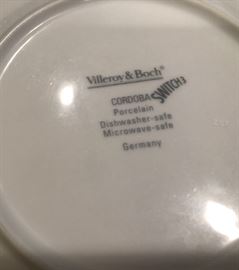 Villeroy & Boch®
CORDOBA SWITCH 3
Porcelain
Dishwasher-safe
Microwave-safe
Germany